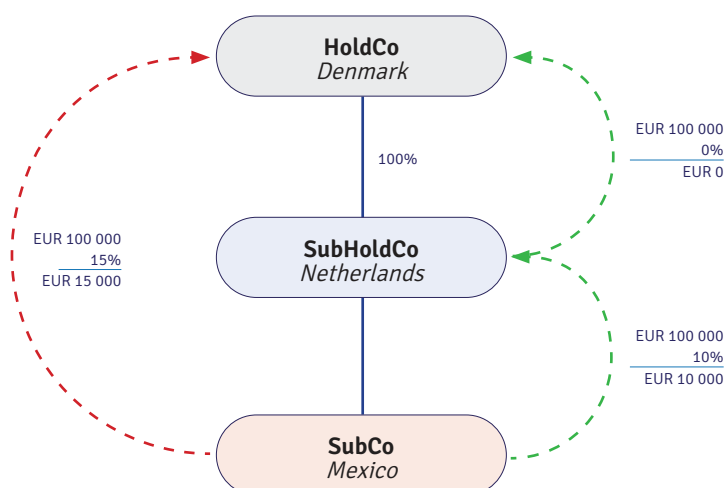 HoldCo
Denmark
EUR 100 000
0%
EUR 0
100%
EUR 100 000
15%
EUR 15 000
SubHoldCo
Netherlands
EUR 100 000
10%
EUR 10 000
SubCo
Mexico